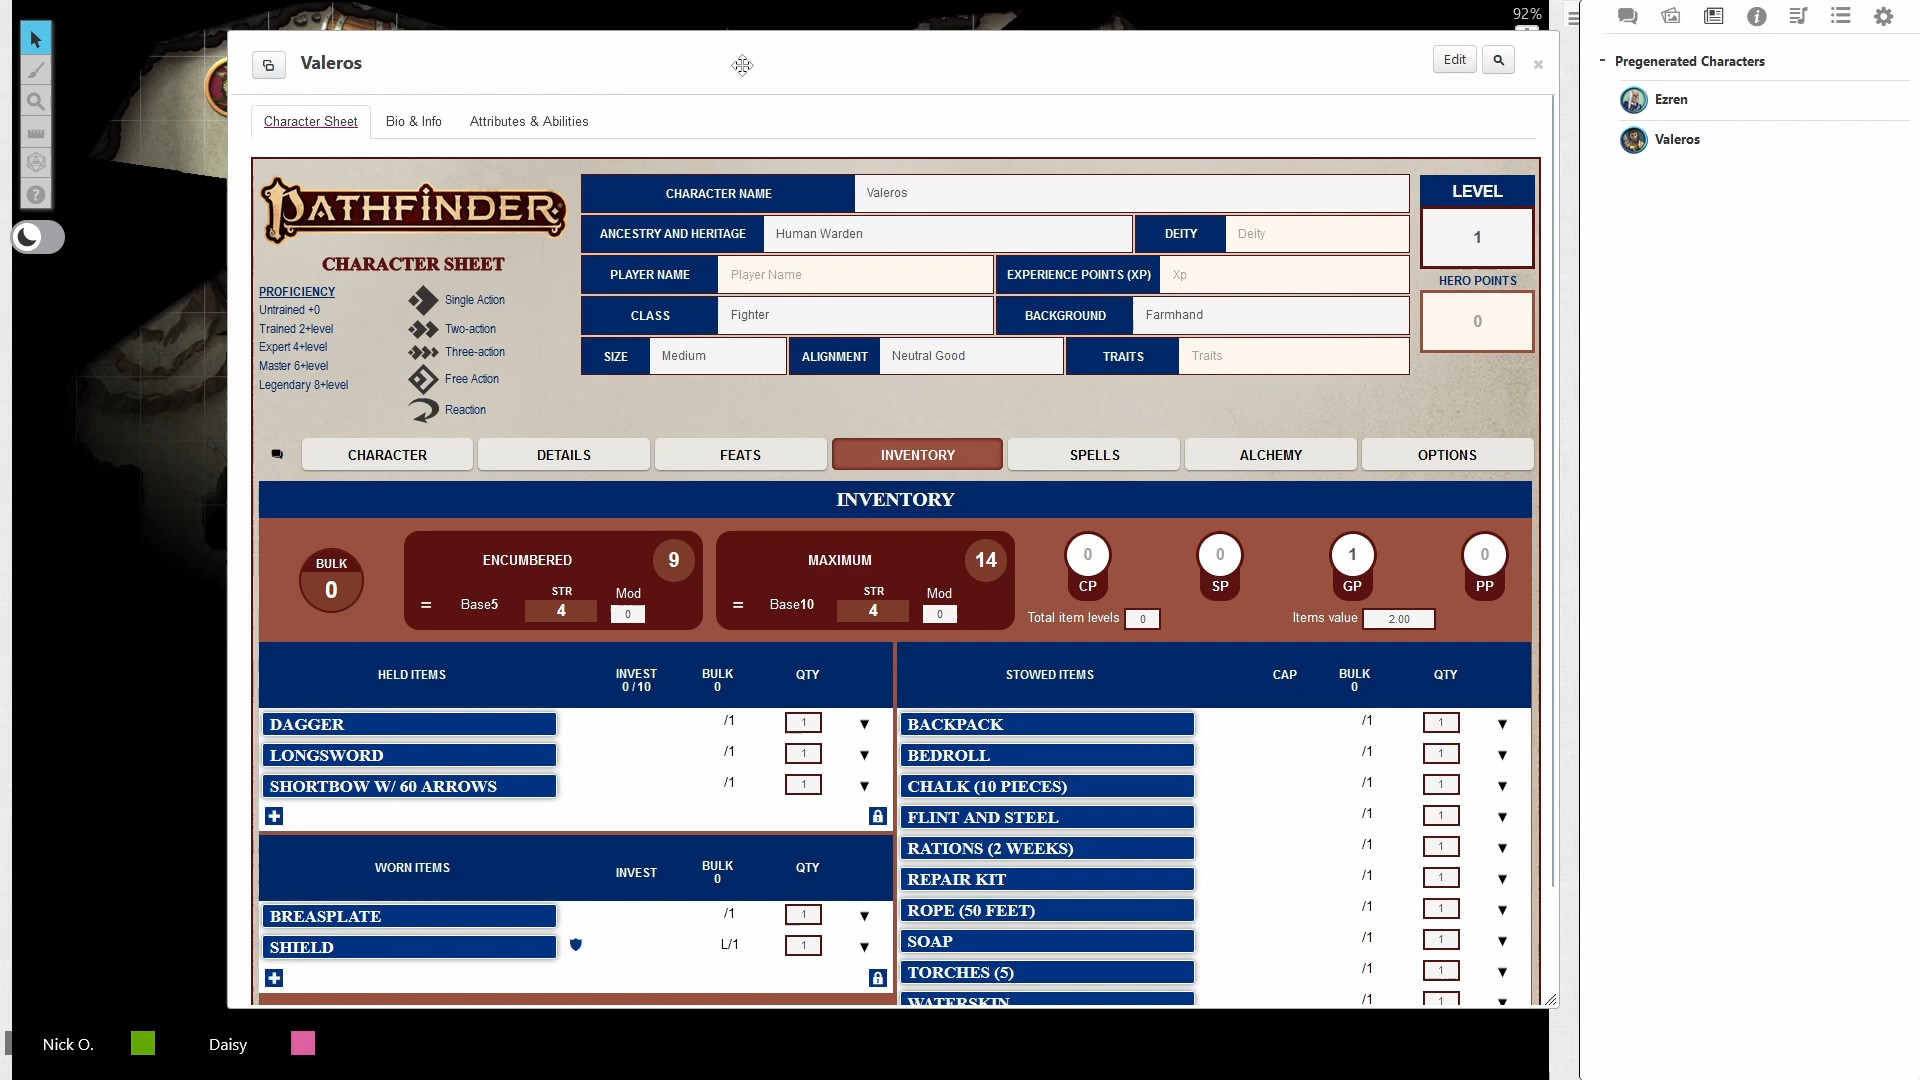 92%
Valeros
Edit
Character Sheet Bio & Info Attributes & Abilities
PATHFINDER
CHARACTER SHEET
PROFICIENCY
Untrained +0
Trained 2+level
Expert 4+level
Master 6+level
Legendary 8+level
Single Action
Two-action
Three-action
Free Action
Reaction
CHARACTER NAME Valeros
ANCESTRY AND HERITAGE Human Warden DEITY Deity
PLAYER NAME Player Name EXPERIENCE POINTS (XP) Xp
CLASS Fighter BACKGROUND Farmhand
SIZE Medium ALIGNMENT Neutral Good TRAITS Traits
LEVEL
1
HERO POINTS
0
CHARACTER DETAILS FEATS INVENTORY SPELLS ALCHEMY OPTIONS
INVENTORY
BULK
0
ENCUMBERED 9
= Base5 STR 4 Mod 0
MAXIMUM 14
= Base10 STR 4 Mod 0
0 CP 0 SP 1 GP 0 PP
Total item levels 0 Items value 2.00
HELD ITEMS INVEST 0/10 BULK 0 QTY
DAGGER /1 1
LONGSWORD /1 1
SHORTBOW W/ 60 ARROWS /1 1
WORN ITEMS INVEST BULK 0 QTY
BREASPLATE /1 1
SHIELD L/1 1
STOWED ITEMS CAP BULK 0 QTY
BACKPACK /1 1
BEDROLL /1 1
CHALK (10 PIECES) /1 1
FLINT AND STEEL /1 1
RATIONS (2 WEEKS) /1 1
REPAIR KIT /1 1
ROPE (50 FEET) /1 1
SOAP /1 1
TORCHES (5) /1 1
WATERSKIN /1 1
Nick O. Daisy
- Pregenerated Characters
Ezren
Valeros